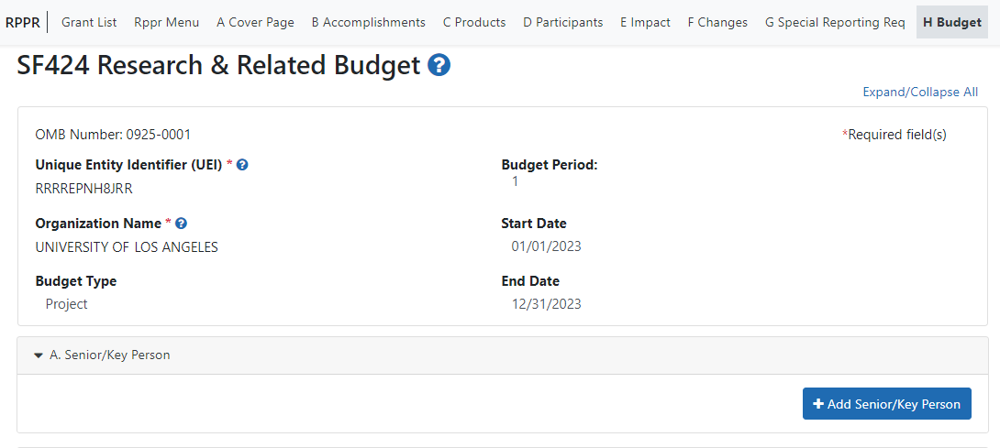 RPPR Grant List Rppr Menu A Cover Page B Accomplishments C Products D Participants E Impact F Changes G Special Reporting Req H Budget
SF424 Research & Related Budget ?
Expand/Collapse All
OMB Number: 0925-0001 *Required field(s)
Unique Entity Identifier (UEI) * ? Budget Period:
RRRREPNH8JRR 1
Organization Name * ? Start Date
UNIVERSITY OF LOS ANGELES 01/01/2023
Budget Type End Date
Project 12/31/2023
A. Senior/Key Person
+ Add Senior/Key Person